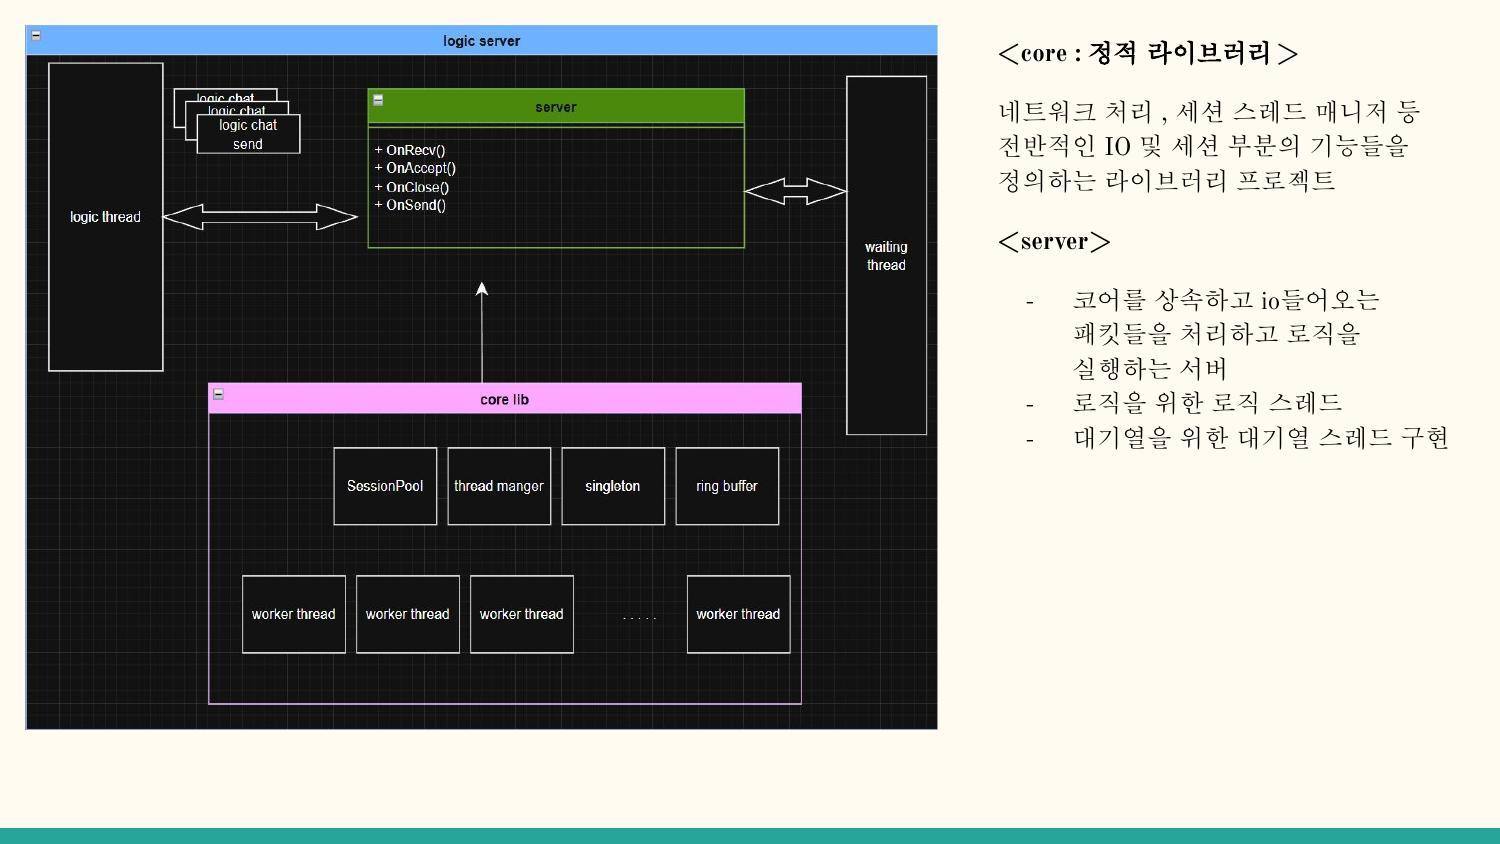 logic server
logic thread
logic chat
logic chat
logic chat
send
server
+ OnRecv()
+ OnAccept()
+ OnClose()
+ OnSend()
waiting
thread
core lib
SessionPool
thread manger
singleton
ring buffer
worker thread
worker thread
worker thread
. . . . .
worker thread
<core : 정적 라이브러리 >
네트워크 처리 , 세션 스레드 매니저 등
전반적인 IO 및 세션 부분의 기능들을
정의하는 라이브러리 프로젝트
<server>
- 코어를 상속하고 io들어오는
패킷들을 처리하고 로직을
실행하는 서버
- 로직을 위한 로직 스레드
- 대기열을 위한 대기열 스레드 구현